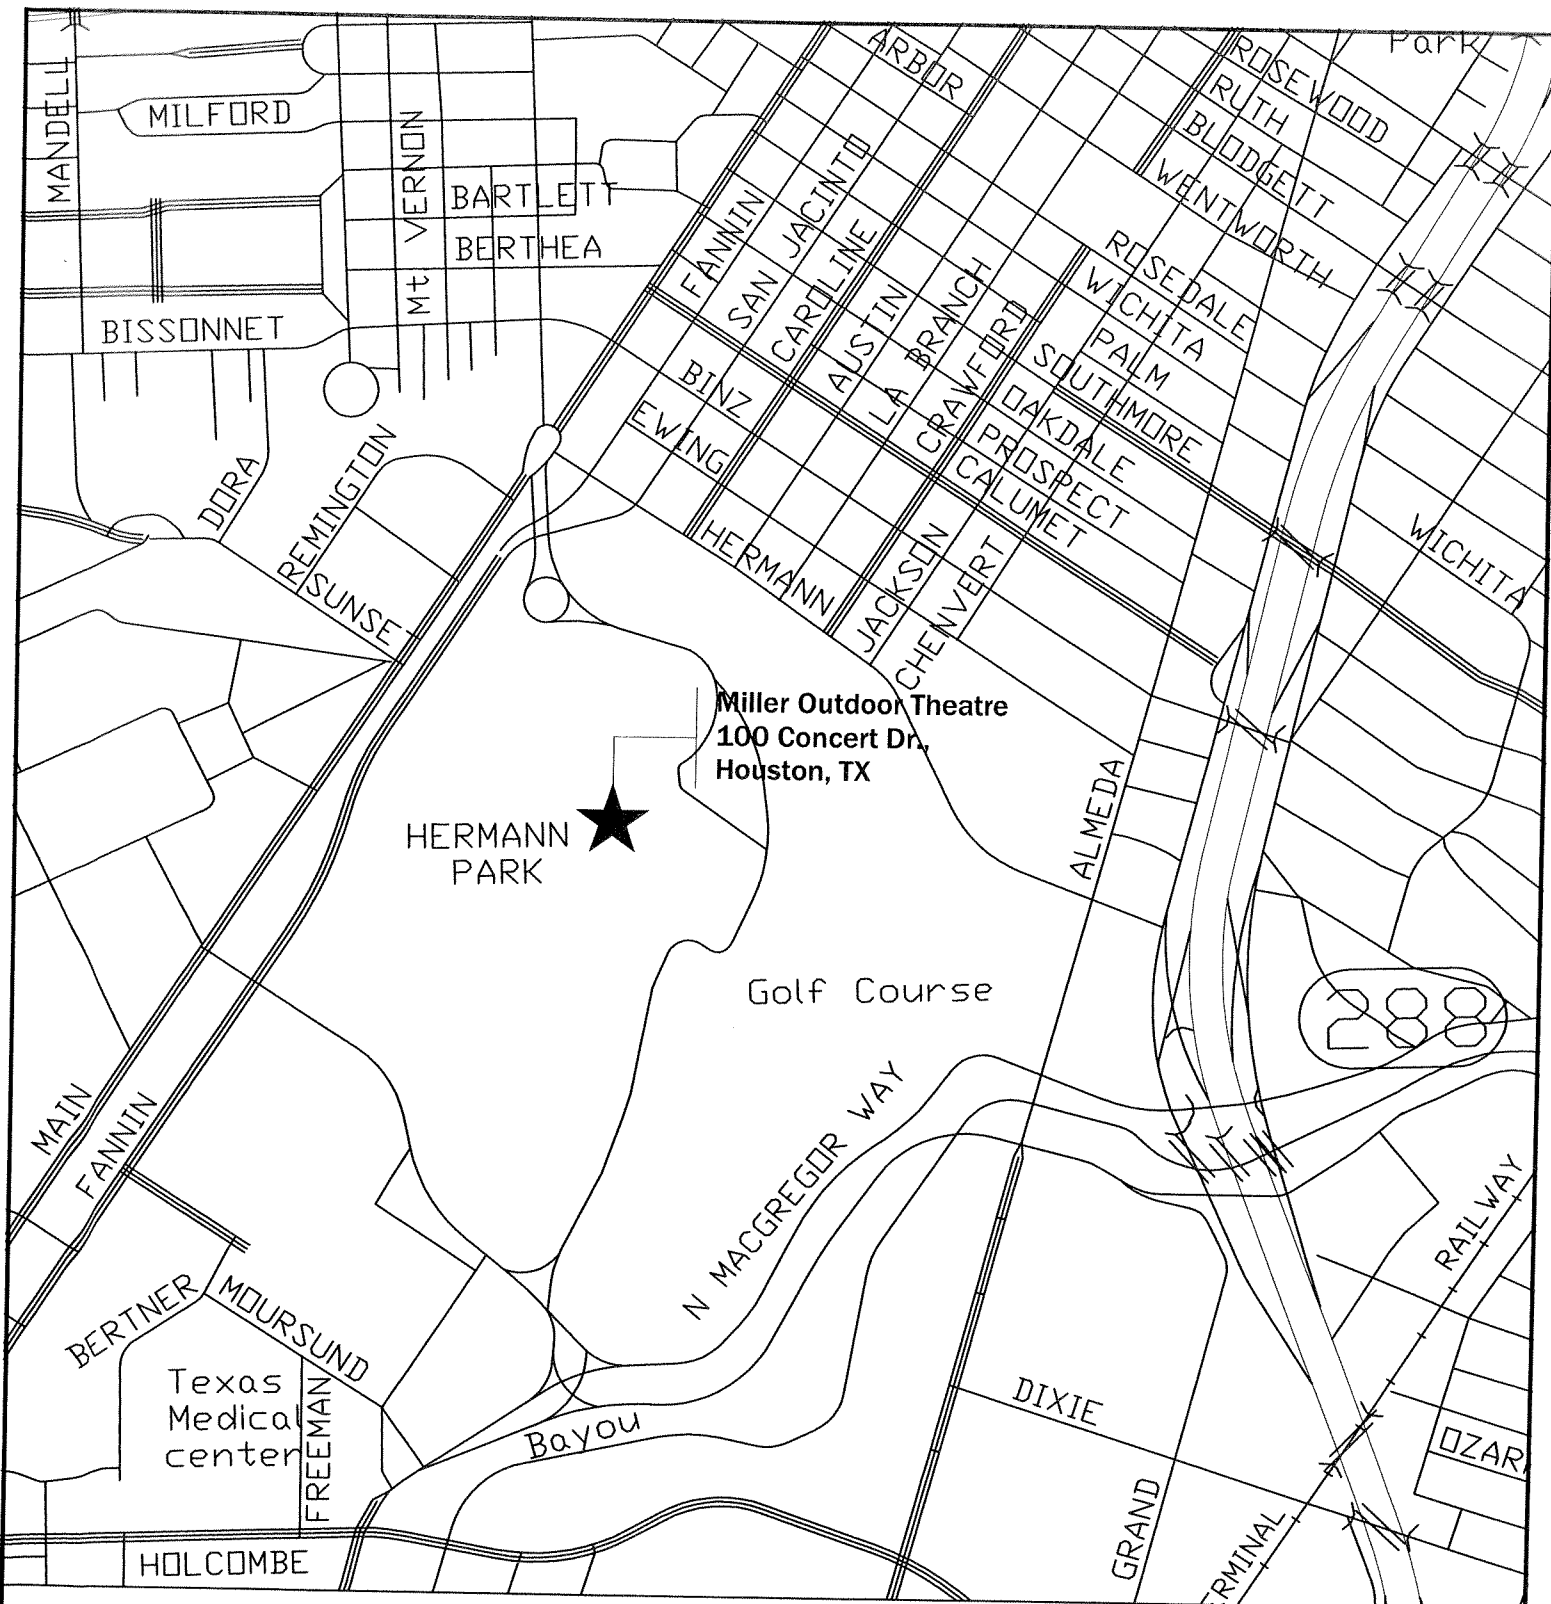 Park
ARBOR
ROSEWOOD
RUTH
BLODGETT
WENTWORTH
MANDELL
MILFORD
Mt VERNON
BARTLETT
BERTHEA
BISSONNET
FANNIN
SAN JACINTO
CAROLINE
AUSTIN
LA BRANCH
CRAWFORD
ROSEDALE
WICHITA
PALM
SOUTHMORE
OAKDALE
PROSPECT
CALUMET
BINZ
EWING
HERMANN
JACKSON
CHENVERT
WICHITA
DORA
REMINGTON
SUNSET
Miller Outdoor Theatre
100 Concert Dr.,
Houston, TX
HERMANN
PARK
ALMEDA
Golf Course
288
MAIN
FANNIN
N MACGREGOR WAY
RAILWAY
BERTNER
MOURSUND
Texas
Medical
center
FREEMAN
Bayou
DIXIE
GRAND
ERMINAL
OZAR
HOLCOMBE